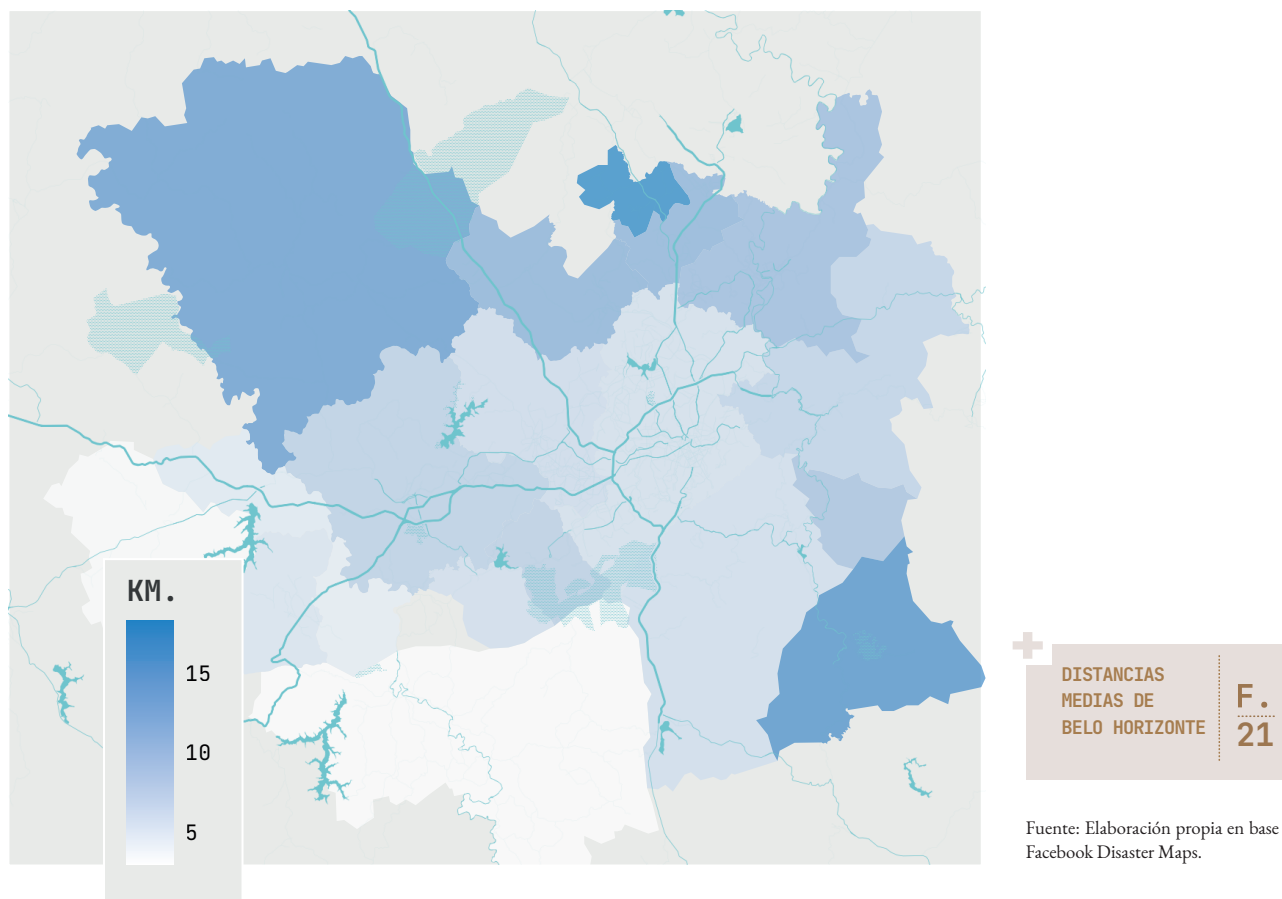 KM.
15
10
5
DISTANCIAS
MEDIAS DE
BELO HORIZONTE
F.
21
Fuente: Elaboración propia en base
Facebook Disaster Maps.